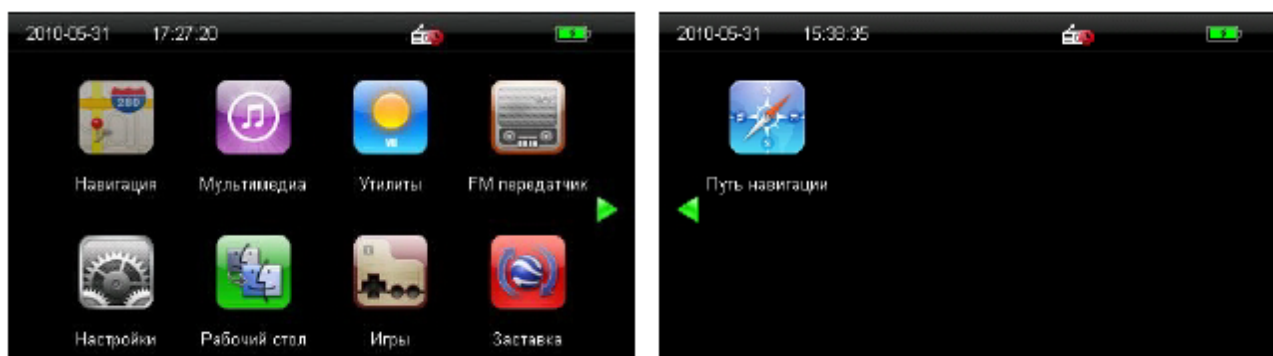 2010-05-31 17:27:20
280
Навигация Мультимедиа Утилиты FM передатчик
Настройки Рабочий стол Игры Заставка
2010-05-31 15:38:35
N
S
Путь навигации